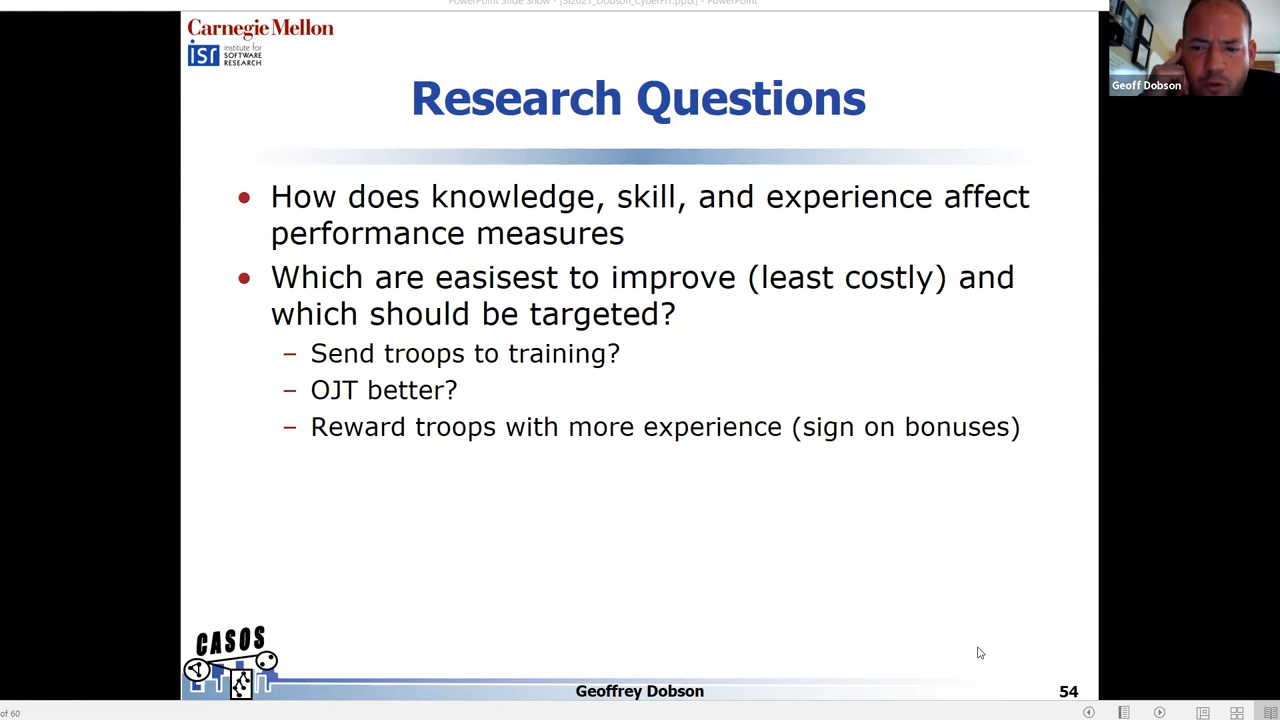 PowerPoint Slide Show - [SI2021_Dobson_CyberFIT.pptx] - PowerPoint
Carnegie Mellon
isr institute for
SOFTWARE
RESEARCH
Geoff Dobson
Research Questions
• How does knowledge, skill, and experience affect
performance measures
• Which are easisest to improve (least costly) and
which should be targeted?
– Send troops to training?
– OJT better?
– Reward troops with more experience (sign on bonuses)
CASOS
Geoffrey Dobson
54
of 60